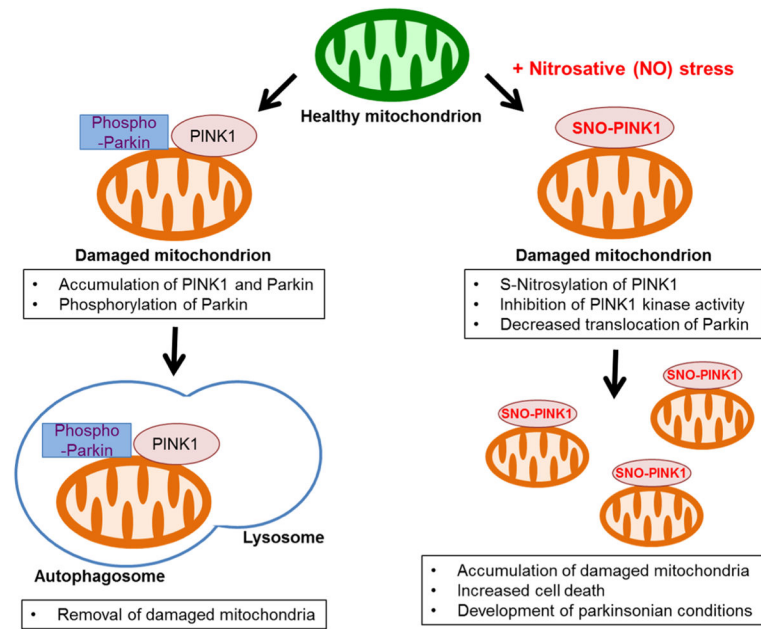 Healthy mitochondrion
+ Nitrosative (NO) stress
Phospho
-Parkin
PINK1
Damaged mitochondrion
• Accumulation of PINK1 and Parkin
• Phosphorylation of Parkin
Phospho
-Parkin
PINK1
Lysosome
Autophagosome
• Removal of damaged mitochondria
SNO-PINK1
Damaged mitochondrion
• S-Nitrosylation of PINK1
• Inhibition of PINK1 kinase activity
• Decreased translocation of Parkin
SNO-PINK1
SNO-PINK1
SNO-PINK1
• Accumulation of damaged mitochondria
• Increased cell death
• Development of parkinsonian conditions